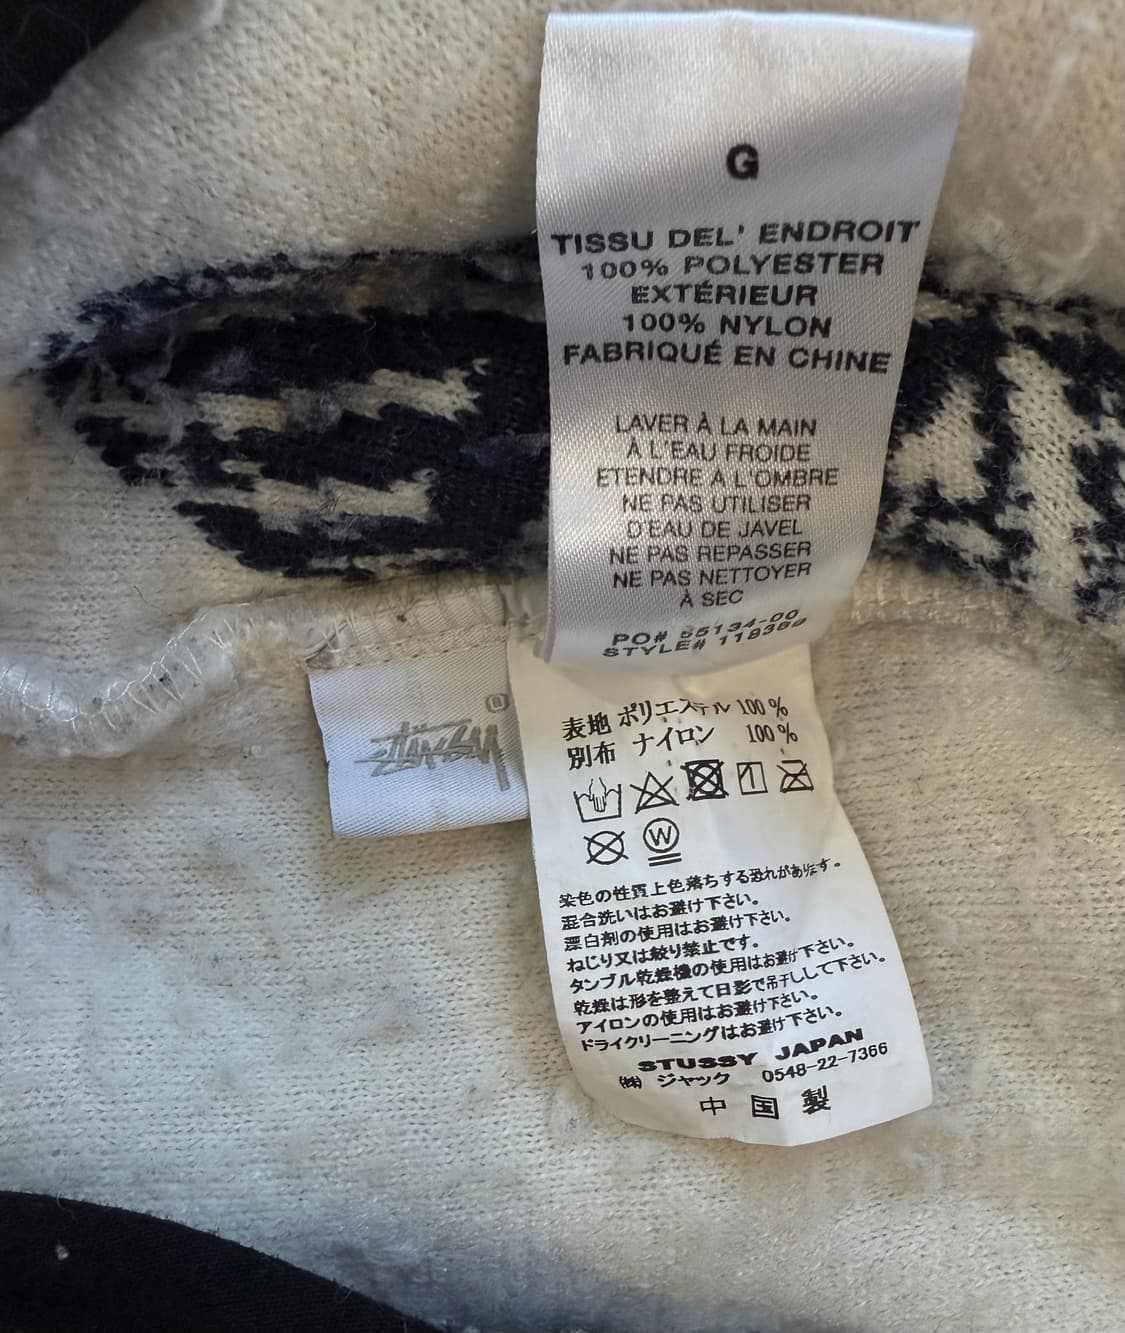 G
TISSU DEL' ENDROIT
100% POLYESTER
EXTÉRIEUR
100% NYLON
FABRIQUÉ EN CHINE
LAVER À LA MAIN
À L'EAU FROIDE
ETENDRE A L'OMBRE
NE PAS UTILISER
D'EAU DE JAVEL
NE PAS REPASSER
NE PAS NETTOYER
À SEC
PO# 55134-00
STYLE# 118389
®
表地 ポリエステル 100%
別布 ナイロン 100%
W
染色の性質上色落ちする恐れがあります。
混合洗いはお避け下さい。
漂白剤の使用はお避け下さい。
ねじり又は絞り禁止です。
タンブル乾燥機の使用はお避け下さい。
乾燥は形を整えて日影で吊干しして下さい。
アイロンの使用はお避け下さい。
ドライクリーニングはお避け下さい。
STUSSY JAPAN
㈱ ジャック 0548-22-7366
中国製